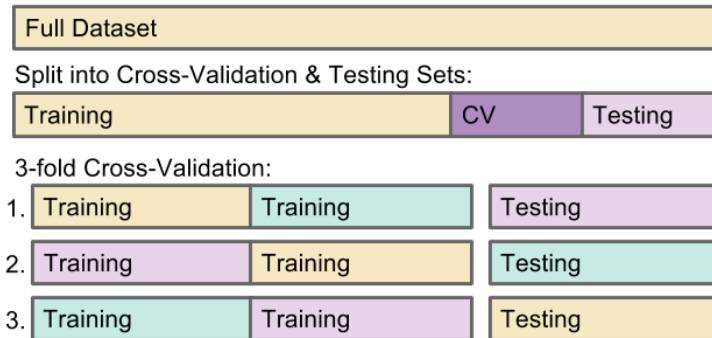 Full Dataset
Split into Cross-Validation & Testing Sets:
Training CV Testing
3-fold Cross-Validation:
1. Training Training Testing
2. Training Training Testing
3. Training Training Testing